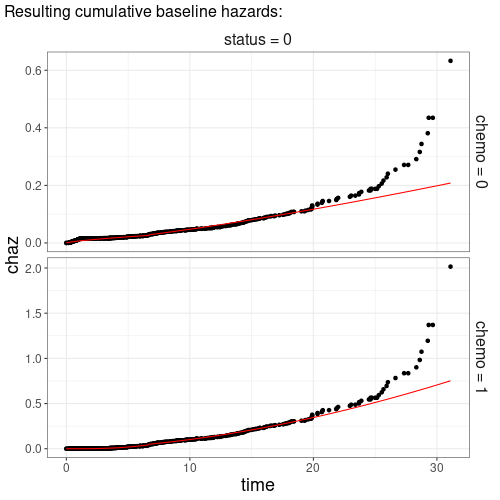 Resulting cumulative baseline hazards:
status = 0
0.6
0.4
0.2
0.0
chemo = 0
chaz
2.0
1.5
1.0
0.5
0.0
chemo = 1
0 10 20 30
time